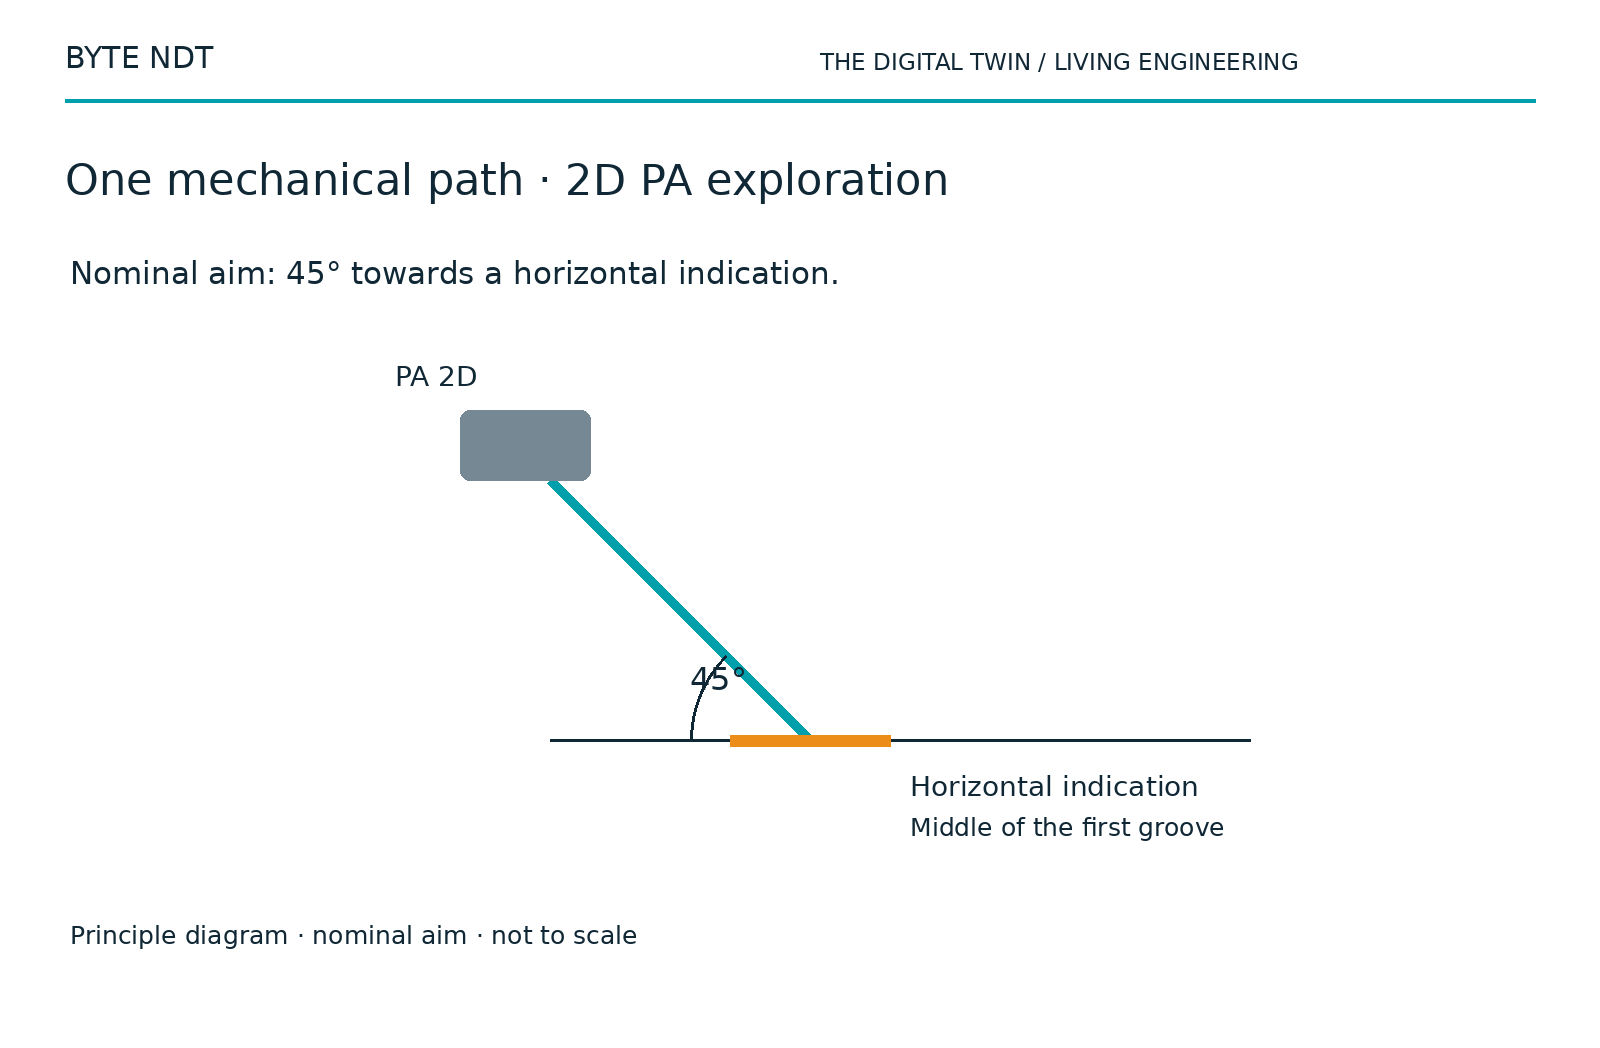 BYTE NDT
THE DIGITAL TWIN / LIVING ENGINEERING
One mechanical path · 2D PA exploration
Nominal aim: 45° towards a horizontal indication.
PA 2D
45°
Horizontal indication
Middle of the first groove
Principle diagram · nominal aim · not to scale